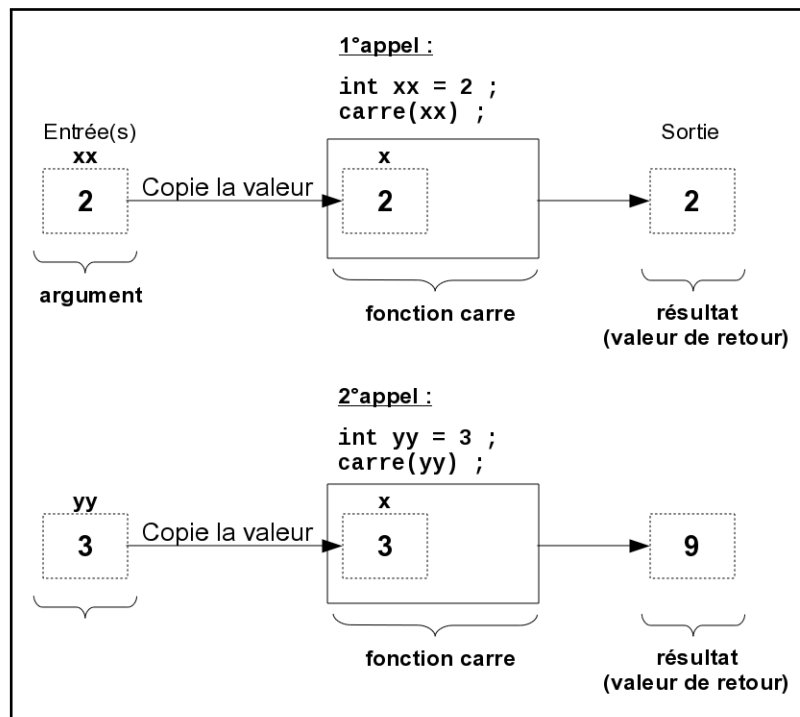 1°appel :
int xx = 2 ;
carre(xx) ;
Entrée(s)
Sortie
xx
x
2
Copie la valeur
2
2
argument
fonction carre
résultat
(valeur de retour)
2°appel :
int yy = 3 ;
carre(yy) ;
yy
x
3
Copie la valeur
3
9
fonction carre
résultat
(valeur de retour)